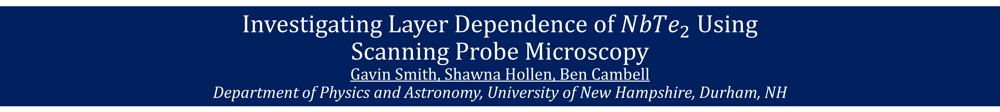 Investigating Layer Dependence of NbTe₂ Using
Scanning Probe Microscopy
Gavin Smith, Shawna Hollen, Ben Cambell
Department of Physics and Astronomy, University of New Hampshire, Durham, NH